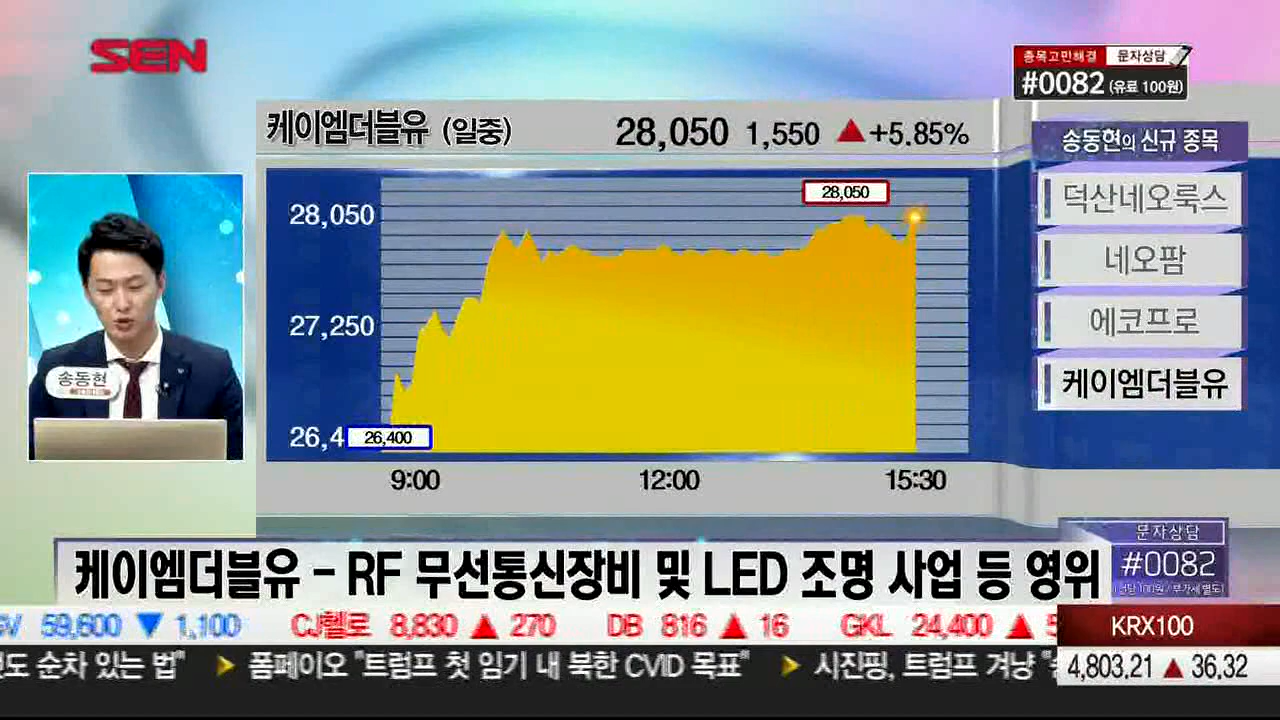 SEN
종목고민해결 문자상담
#0082 (유료 100원)
케이엠더블유 (일중) 28,050 1,550 ▲+5.85%
송동현의 신규 종목
덕산네오룩스
네오팜
에코프로
케이엠더블유
28,050
28,050
27,250
26,4
26,400
9:00 12:00 15:30
송동현
케이엠더블유 - RF 무선통신장비 및 LED 조명 사업 등 영위
문자상담
#0082
59,600 ▼ 1,100 CJ헬로 8,830 ▲ 270 DB 816 ▲ 16 GKL 24,400 ▲
KRX100
4,803.21 ▲ 36.32
도 순차 있는 법" ▶ 폼페이오 "트럼프 첫 임기 내 북한 CVID 목표" ▶ 시진핑, 트럼프 겨냥